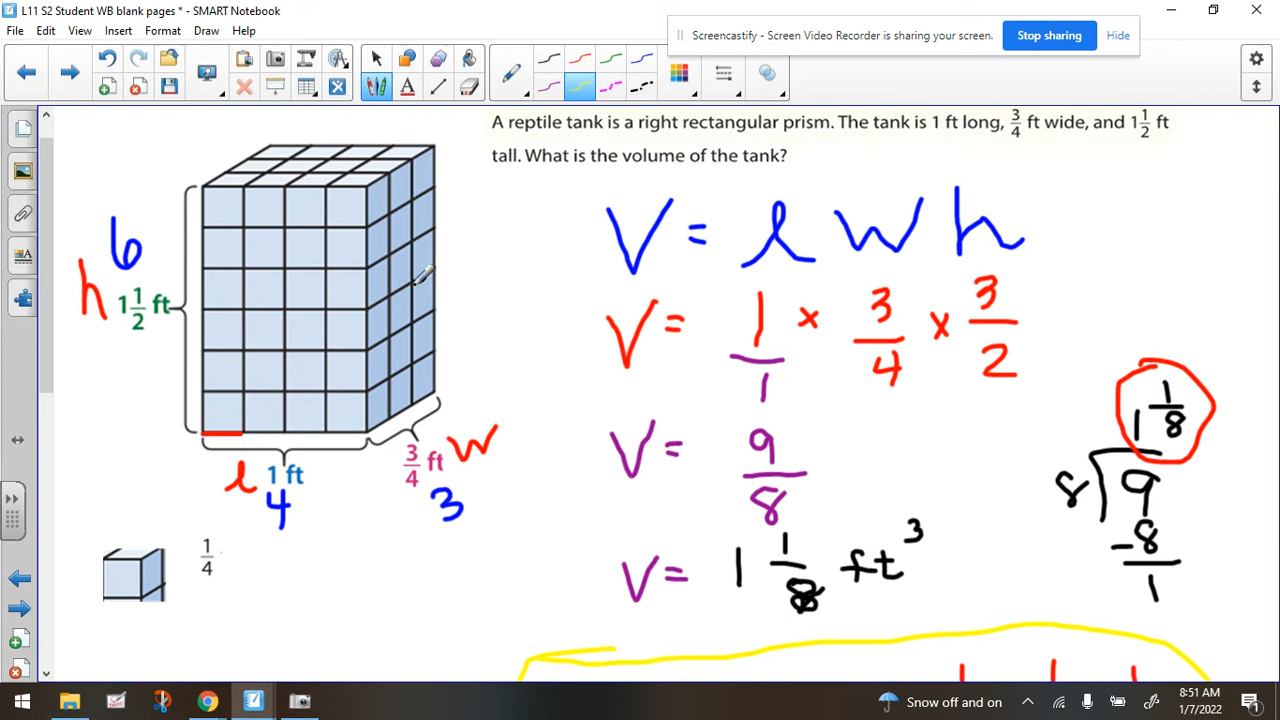 L11 S2 Student WB blank pages * - SMART Notebook
Screencastify - Screen Video Recorder is sharing your screen. Stop sharing Hide
File Edit View Insert Format Draw Help
A reptile tank is a right rectangular prism. The tank is 1 ft long, 3/4 ft wide, and 1 1/2 ft
tall. What is the volume of the tank?
V = l w h
6
h 1 1/2 ft
V = 1/1 × 3/4 × 3/2
1 1/8
8 9
-8
1
V = 9/8
l 1 ft
4
3/4 ft w
3
1/4
V = 1 1/8 ft³
Snow off and on
8:51 AM
1/7/2022
1